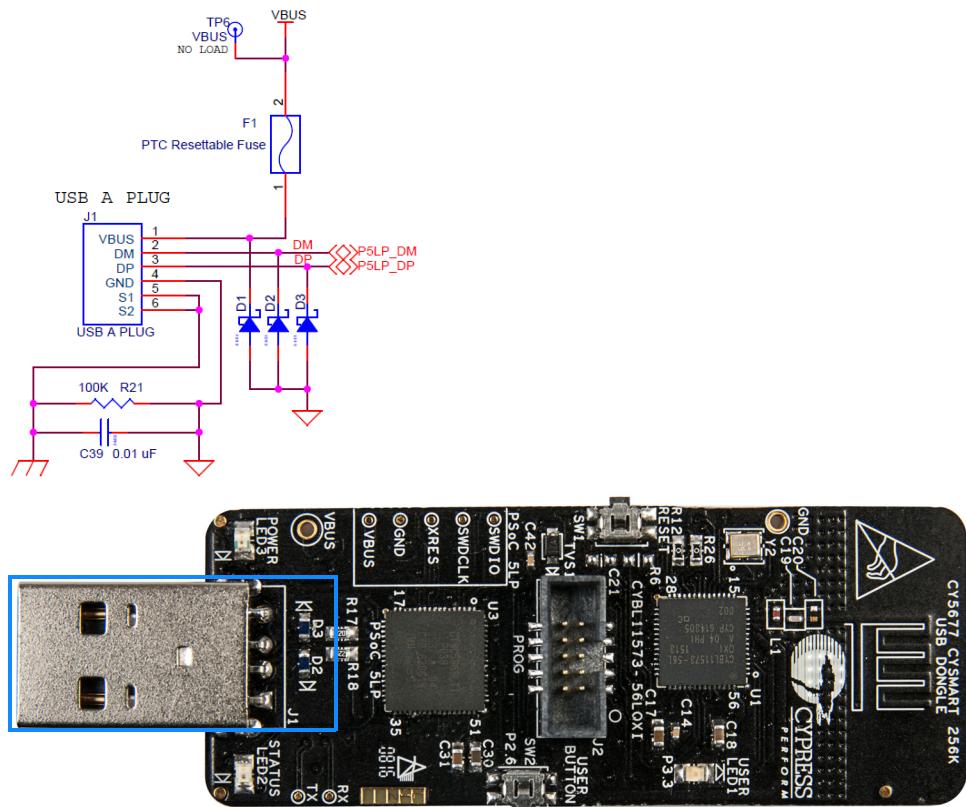 VBUS
TP6
VBUS
NO LOAD
2
F1
PTC Resettable Fuse
1
USB A PLUG
J1
VBUS 1
DM 2
DP 3
GND 4
S1 5
S2 6
USB A PLUG
DM P5LP_DM
DP P5LP_DP
D1 D2 D3
100K R21
C39 0.01 uF
POWER
LED3
VBUS
VBUS
GND
XRES
SWDCLK
SWDIO
PSoC 5LP
C42
TVS1
SW1
RESET
R12
R26
Y2
GND
C20
C19
C21
R6
28
15
CYBL11573-56LQXI
PROG
J2
17
U3
PSoC 5LP
35
51
R17
R18
D3
D2
J1
C31
C30
P2.6
SW2
USER
BUTTON
C17
C14
C18
56
U1
L1
P3.3
USER
LED1
STATUS
LED2
TX
RX
CYPRESS
PERFORM
CY5677 CYSMART
USB DONGLE 256K